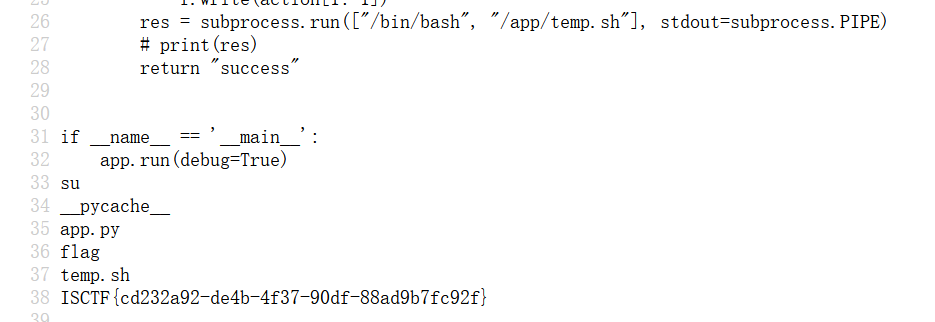 26 res = subprocess.run(["/bin/bash", "/app/temp.sh"], stdout=subprocess.PIPE)
27 # print(res)
28 return "success"
29
30
31 if __name__ == '__main__':
32 app.run(debug=True)
33 su
34 __pycache__
35 app.py
36 flag
37 temp.sh
38 ISCTF{cd232a92-de4b-4f37-90df-88ad9b7fc92f}
39